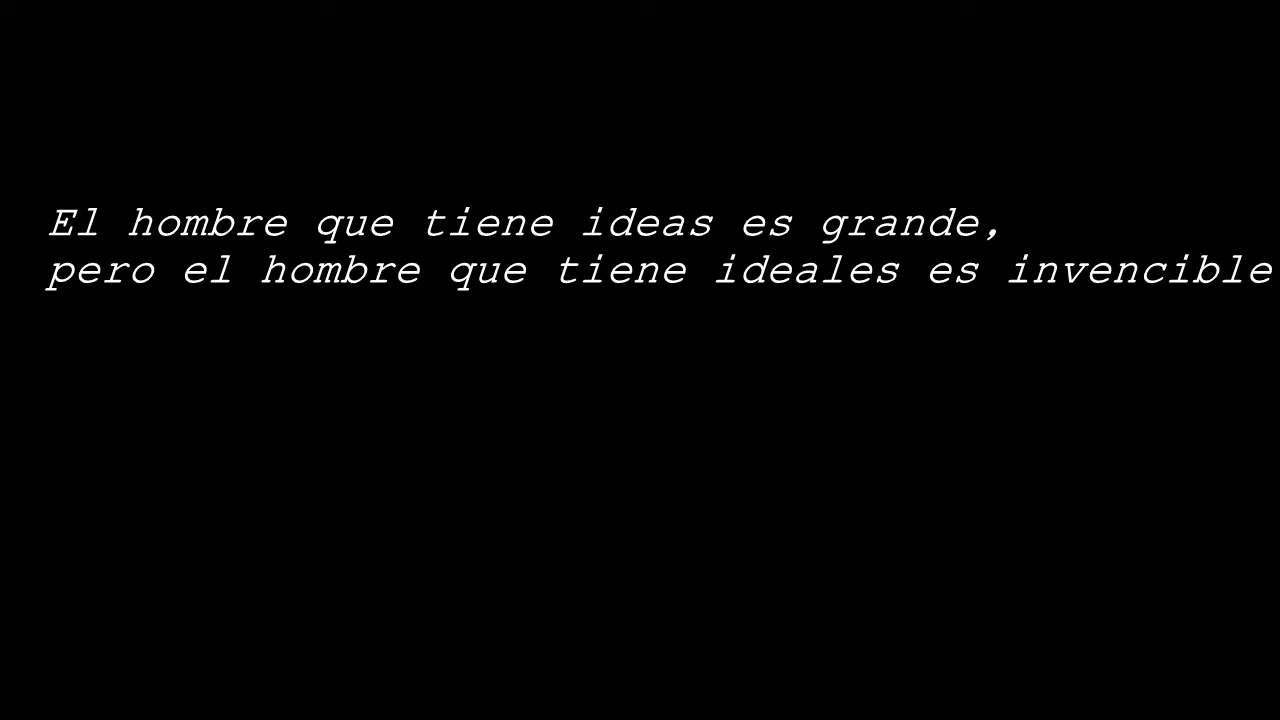 El hombre que tiene ideas es grande,
pero el hombre que tiene ideales es invencible